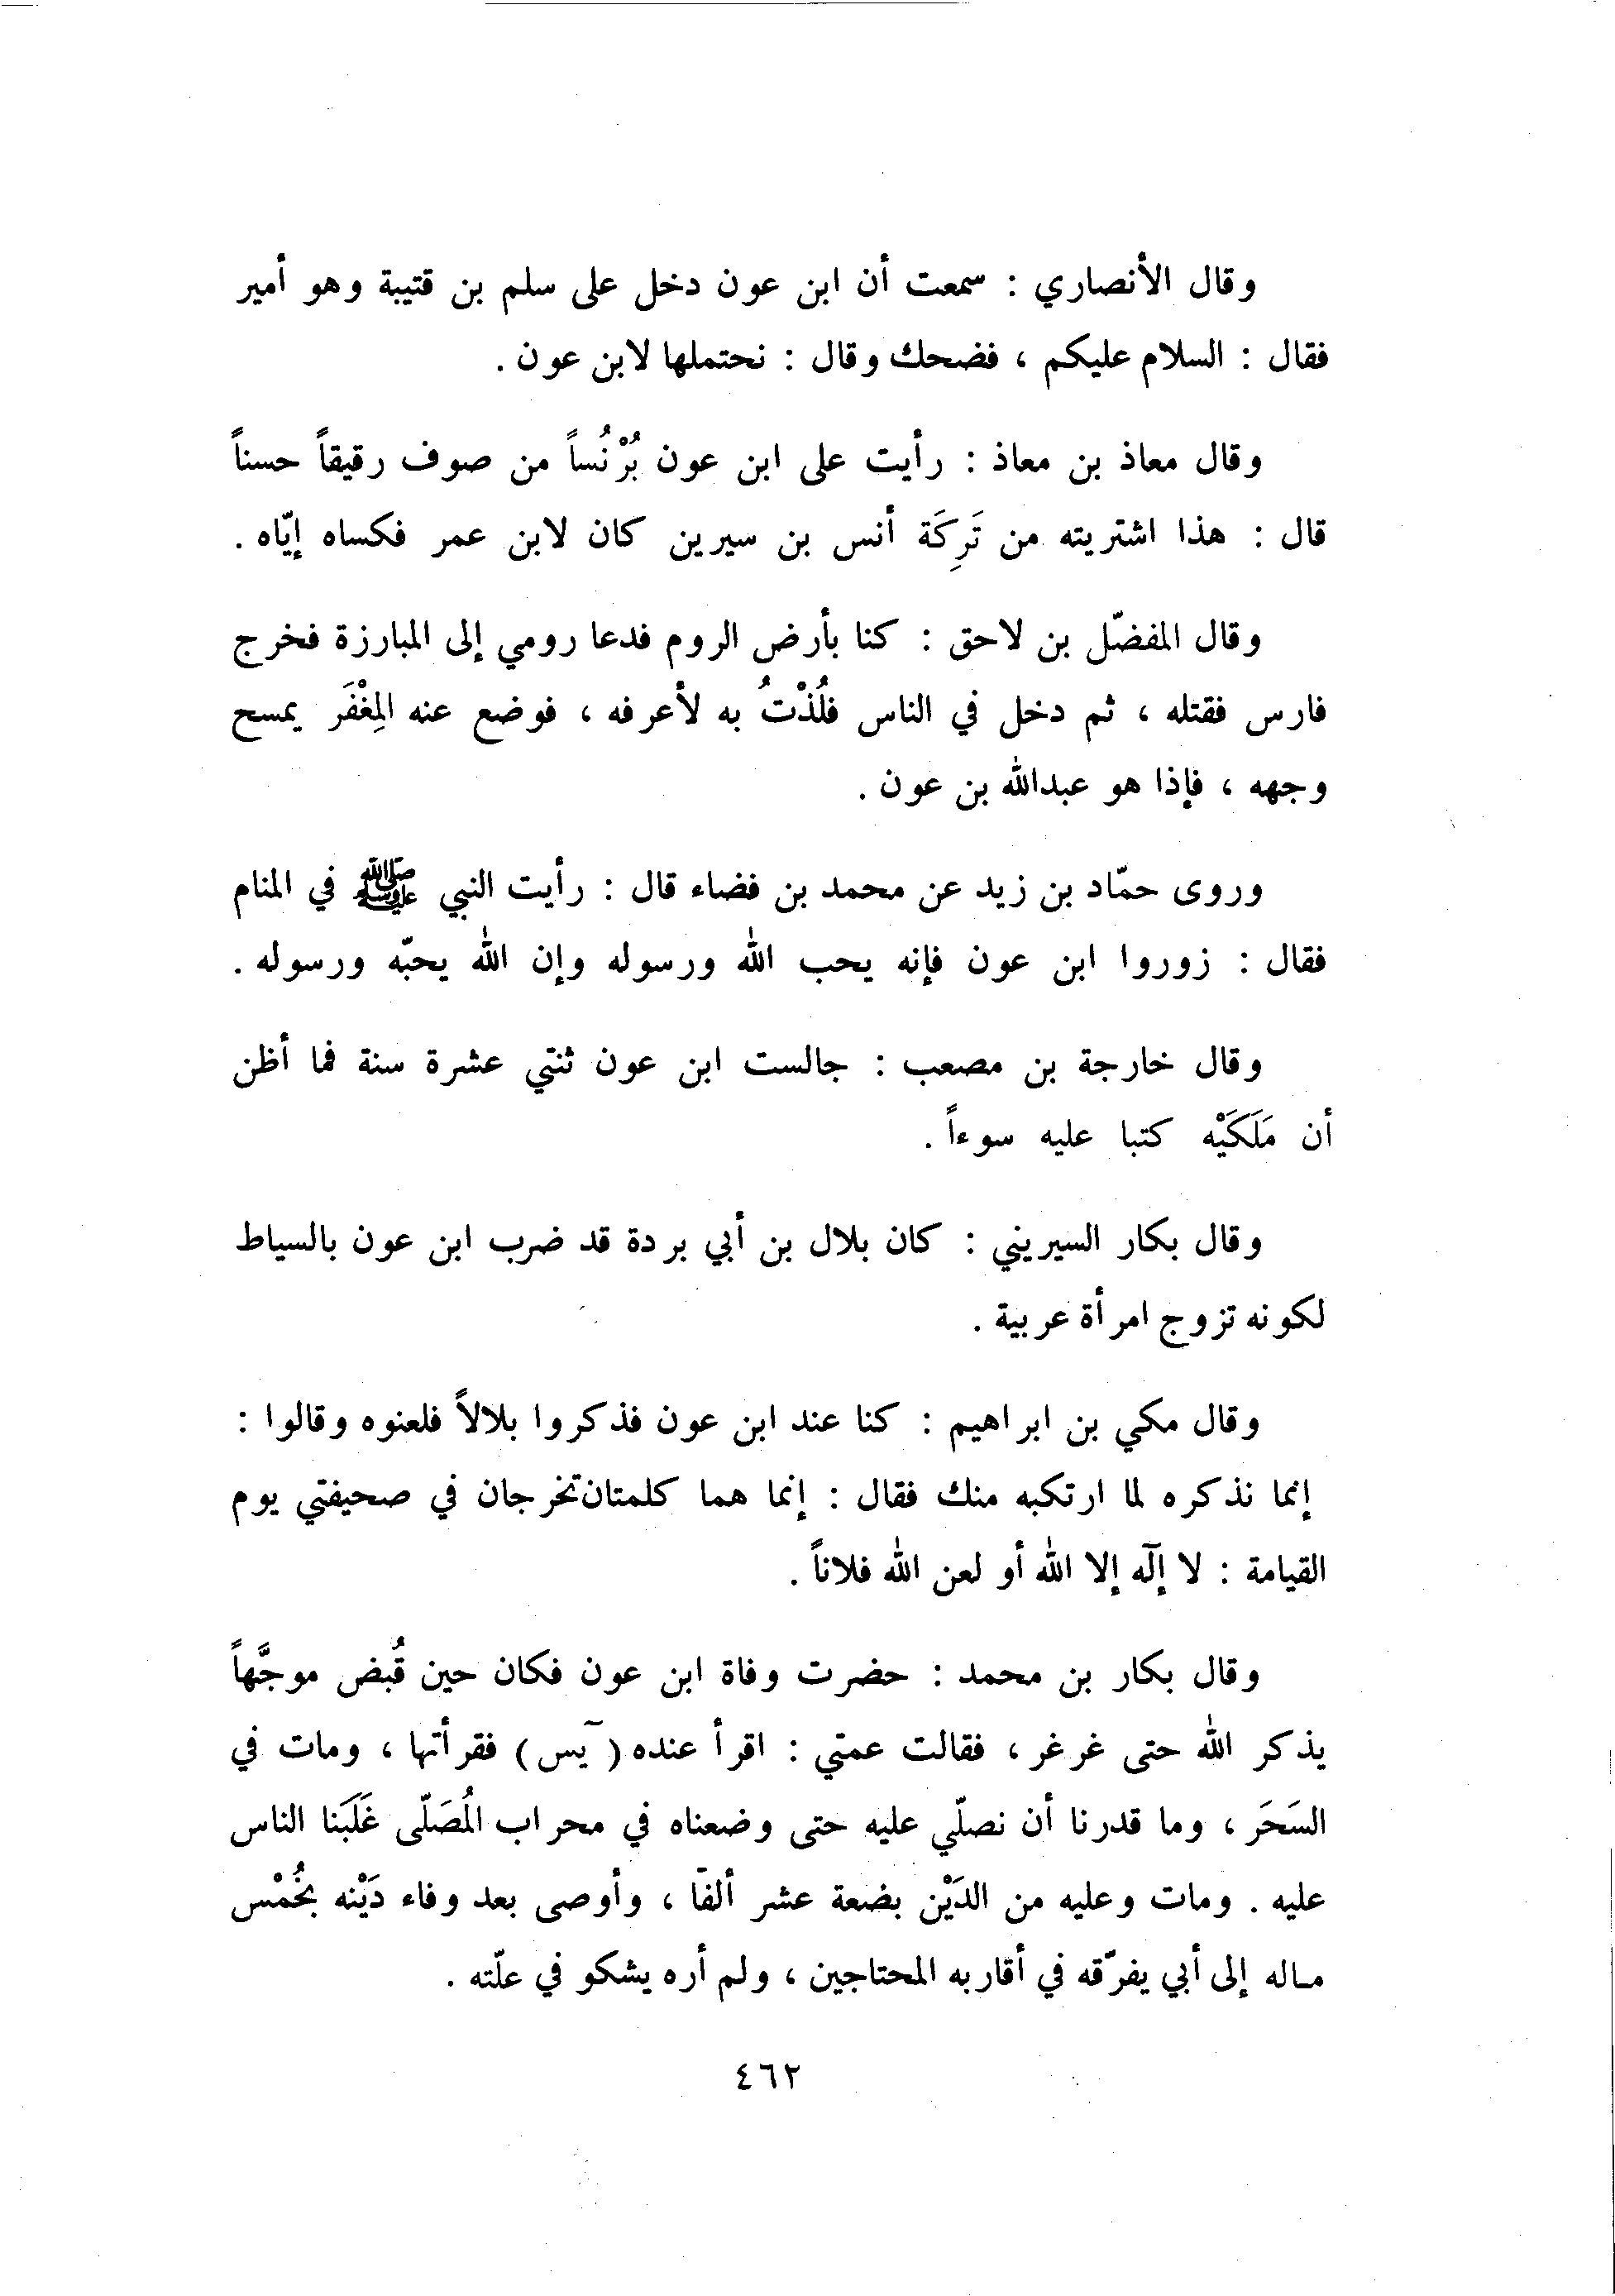 وقال الأنصاري : سمعت أن ابن عون دخل على سلم بن قتيبة وهو أمير
فقال : السلام عليكم ، فضحك وقال : نحتملها لابن عون .
وقال معاذ بن معاذ : رأيت على ابن عون بُرْنُساً من صوف رقيقاً حسناً
قال : هذا اشتريته من تَرِكَة أنس بن سيرين كان لابن عمر فكساه إيّاه .
وقال المفضّل بن لاحق : كنا بأرض الروم فدعا رومي إلى المبارزة فخرج
فارس فقتله ، ثم دخل في الناس فلُذْتُ به لأعرفه ، فوضع عنه المِغْفَر يمسح
وجهه ، فإذا هو عبدالله بن عون .
وروى حمّاد بن زيد عن محمد بن فضاء قال : رأيت النبي ﷺ في المنام
فقال : زوروا ابن عون فإنه يحب الله ورسوله وإن الله يحبّه ورسوله .
وقال خارجة بن مصعب : جالست ابن عون ثنتي عشرة سنة فما أظن
أن مَلَكَيْه كتبا عليه سوءاً .
وقال بكار السيريني : كان بلال بن أبي بردة قد ضرب ابن عون بالسياط
لكونه تزوج امرأة عربية .
وقال مكي بن ابراهيم : كنا عند ابن عون فذكروا بلالاً فلعنوه وقالوا :
إنما نذكره لما ارتكبه منك فقال : إنما هما كلمتان تخرجان في صحيفتي يوم
القيامة : لا إلٓه إلا الله أو لعن الله فلاناً .
وقال بكار بن محمد : حضرت وفاة ابن عون فكان حين قُبض موجَّهاً
يذكر الله حتى غرغر ، فقالت عمتي : اقرأ عنده ( يٓس ) فقرأتها ، ومات في
السَحَر ، وما قدرنا أن نصلّي عليه حتى وضعناه في محراب المُصَلّى غَلَبَنا الناس
عليه . ومات وعليه من الدَيْن بضعة عشر ألفاً ، وأوصى بعد وفاء دَيْنه بخُمْس
ماله إلى أبي يفرّقه في أقاربه المحتاجين ، ولم أره يشكو في علّته .
٤٦٢